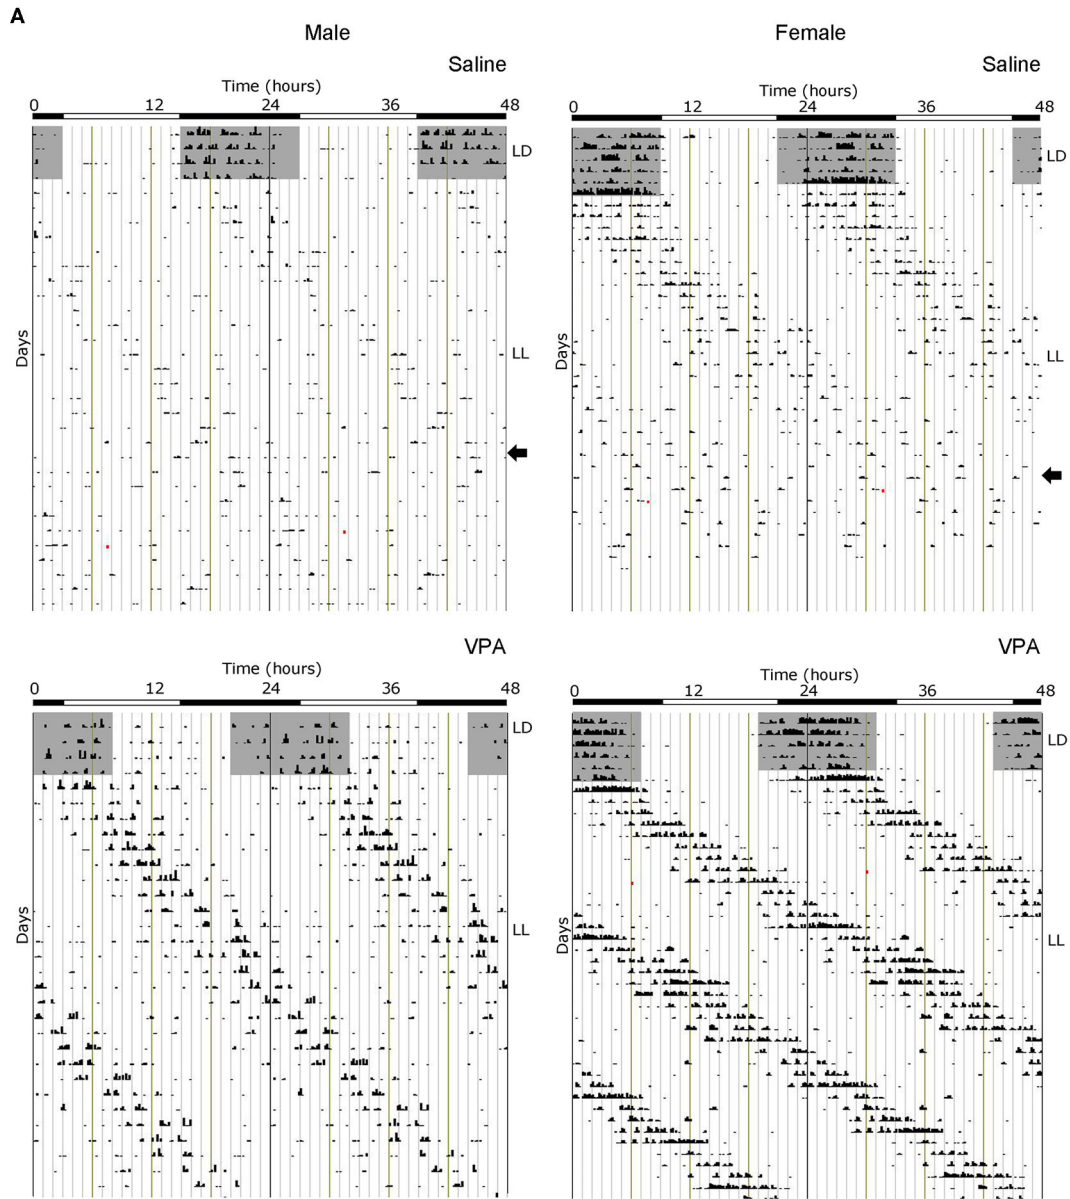 A
Male
Female
Saline
Saline
Time (hours)
Time (hours)
0 12 24 36 48
0 12 24 36 48
LD
LD
Days
LL
Days
LL
VPA
VPA
Time (hours)
Time (hours)
0 12 24 36 48
0 12 24 36 48
LD
LD
Days
LL
Days
LL